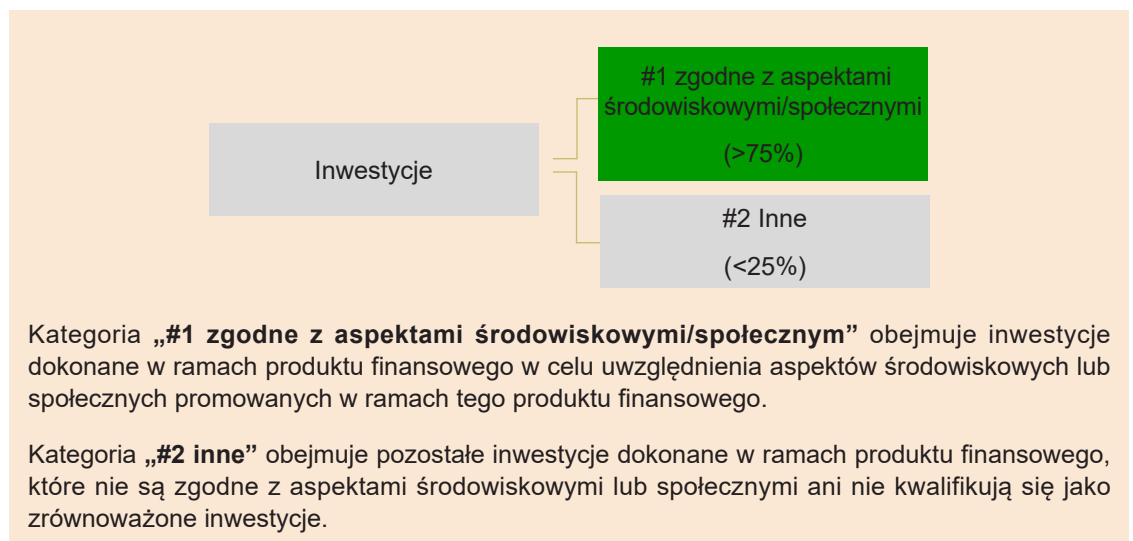 #1 zgodne z aspektami
środowiskowymi/społecznymi
(>75%)
Inwestycje
#2 Inne
(<25%)
Kategoria „#1 zgodne z aspektami środowiskowymi/społecznym” obejmuje inwestycje
dokonane w ramach produktu finansowego w celu uwzględnienia aspektów środowiskowych lub
społecznych promowanych w ramach tego produktu finansowego.
Kategoria „#2 inne” obejmuje pozostałe inwestycje dokonane w ramach produktu finansowego,
które nie są zgodne z aspektami środowiskowymi lub społecznymi ani nie kwalifikują się jako
zrównoważone inwestycje.